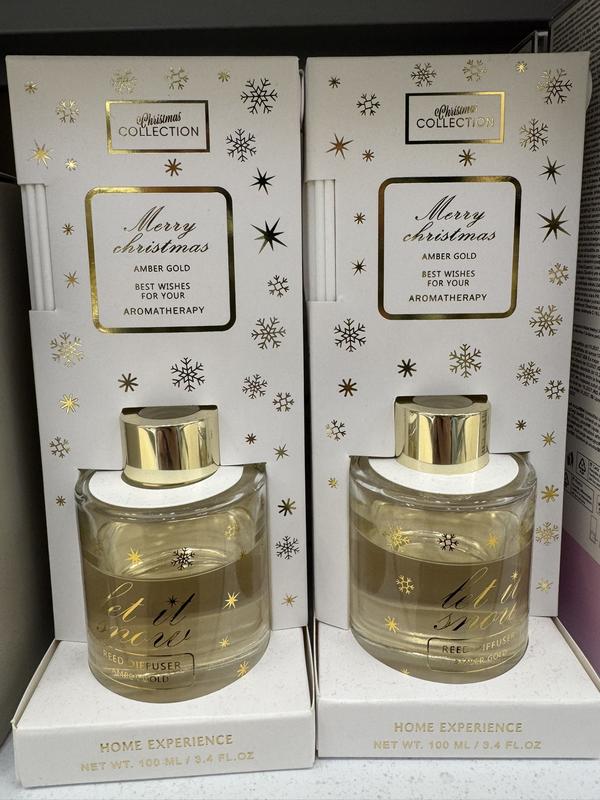 Christmas
COLLECTION
Merry
christmas
AMBER GOLD
BEST WISHES
FOR YOUR
AROMATHERAPY
let it
snow
REED DIFFUSER
AMBER GOLD
HOME EXPERIENCE
NET WT. 100 ML / 3.4 FL.OZ
Christmas
COLLECTION
Merry
christmas
AMBER GOLD
BEST WISHES
FOR YOUR
AROMATHERAPY
let it
snow
REED DIFFUSER
AMBER GOLD
HOME EXPERIENCE
NET WT. 100 ML / 3.4 FL.OZ